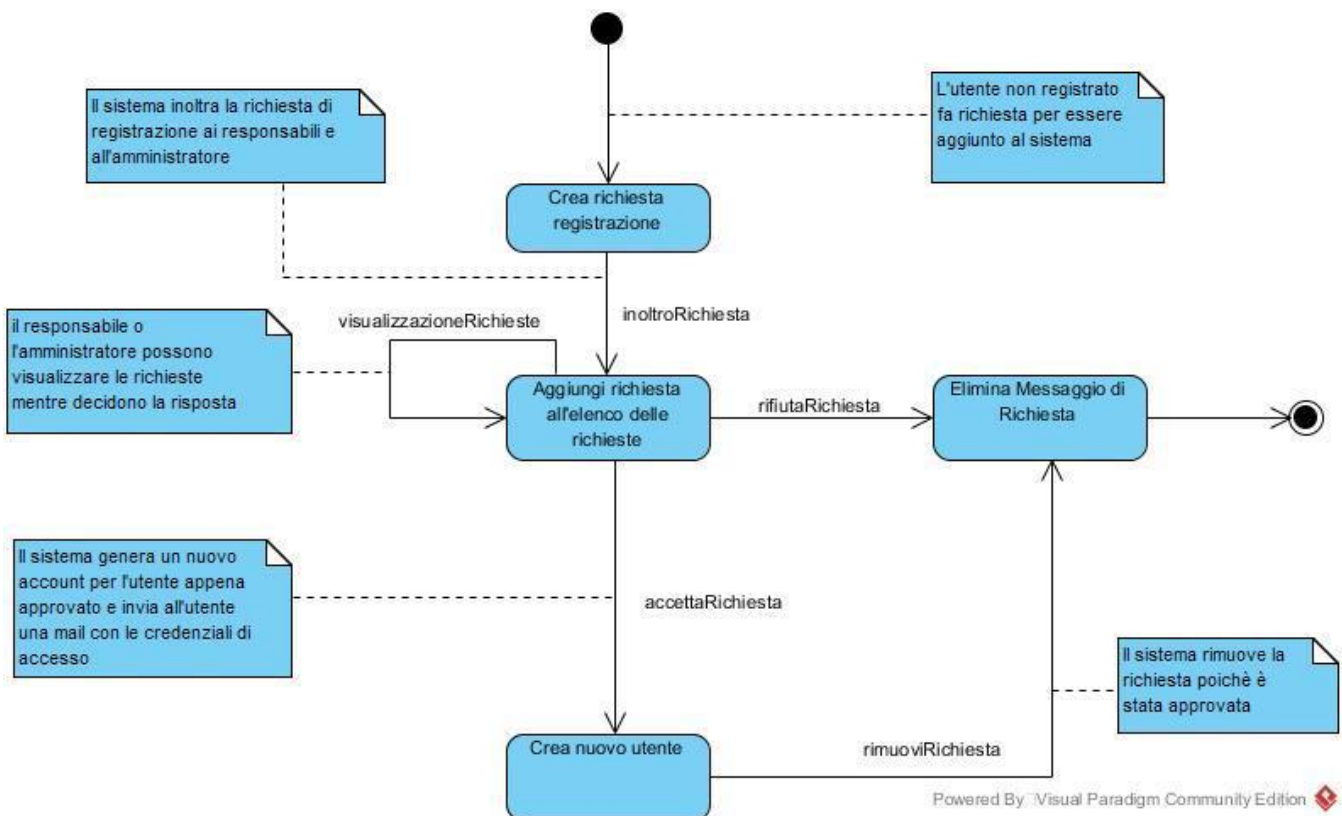 Il sistema inoltra la richiesta di
registrazione ai responsabili e
all'amministratore
L'utente non registrato
fa richiesta per essere
aggiunto al sistema
Crea richiesta
registrazione
inoltroRichiesta
visualizzazioneRichieste
il responsabile o
l'amministratore possono
visualizzare le richieste
mentre decidono la risposta
Aggiungi richiesta
all'elenco delle
richieste
rifiutaRichiesta
Elimina Messaggio di
Richiesta
Il sistema genera un nuovo
account per l'utente appena
approvato e invia all'utente
una mail con le credenziali di
accesso
accettaRichiesta
Il sistema rimuove la
richiesta poichè è
stata approvata
Crea nuovo utente
rimuoviRichiesta
Powered By Visual Paradigm Community Edition